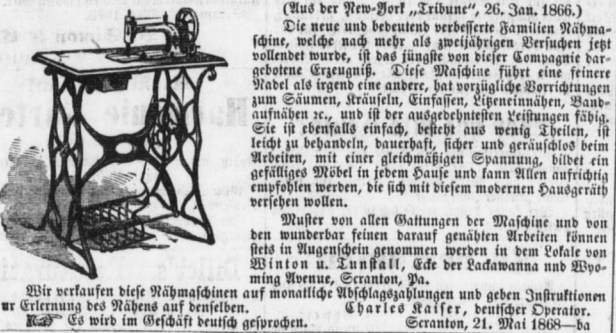 (Aus der New-York „Tribune“, 26. Jan. 1866.)
Die neue und bedeutend verbesserte Familien Nähma-
schine, welche nach mehr als zweijährigen Versuchen jetzt
vollendet wurde, ist das jüngste von dieser Compagnie dar-
gebotene Erzeugniß. Diese Maschine führt eine feinere
Nadel als irgend eine andere, hat vorzügliche Vorrichtungen
zum Säumen, Kräuseln, Einfassen, Litzeneinnähen, Band-
aufnähen ꝛc., und ist der ausgedehntesten Leistungen fähig.
Sie ist ebenfalls einfach, besteht aus wenig Theilen, ist
leicht zu behandeln, dauerhaft, sicher und geräuschlos beim
Arbeiten, mit einer gleichmäßigen Spannung, bildet ein
gefälliges Möbel in jedem Hause und kann Allen aufrichtig
empfohlen werden, die sich mit diesem modernen Hausgeräth
versehen wollen.
Muster von allen Gattungen der Maschine und von
den wunderbar feinen darauf genähten Arbeiten können
stets in Augenschein genommen werden in dem Lokale von
Winton u. Tunstall, Ecke der Lackawanna und Wyo-
ming Avenue, Scranton, Pa.
Wir verkaufen diese Nähmaschinen auf monatliche Abschlagszahlungen und geben Instruktionen
ur Erlernung des Nähens auf denselben. Charles Kaiser, deutscher Operator.
☞ Es wird im Geschäft deutsch gesprochen. Scranton, 21. Mai 1868 —ba